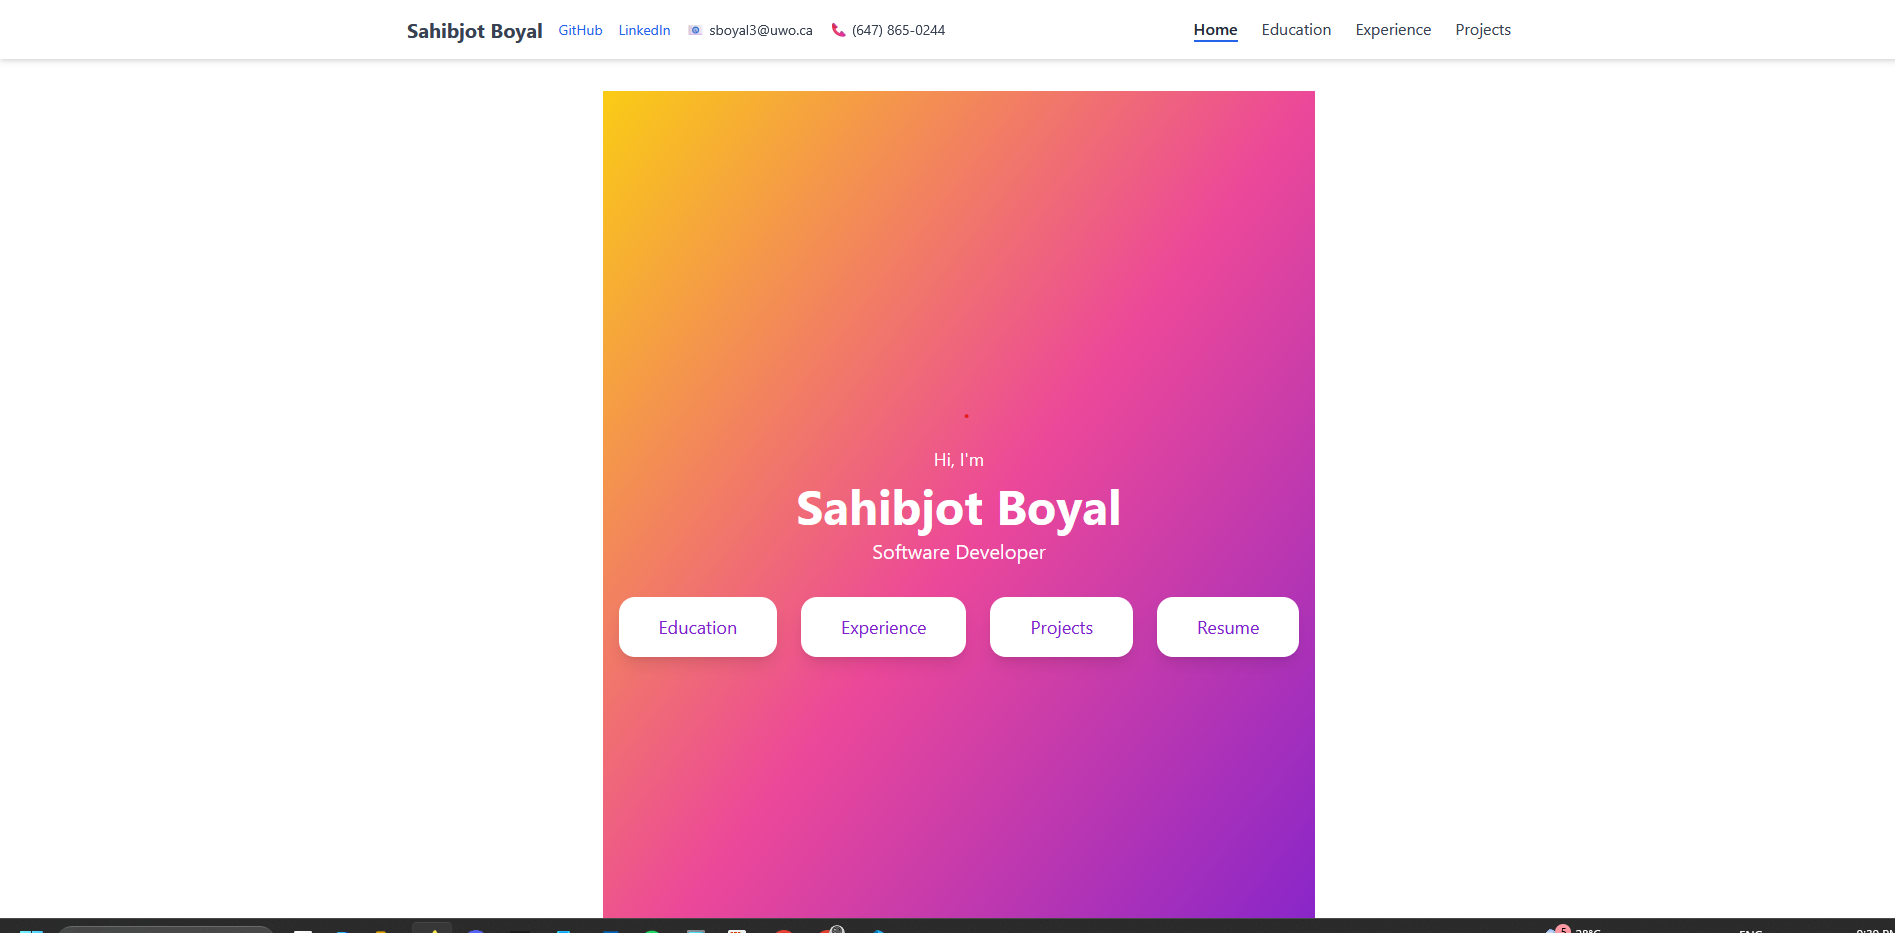 Sahibjot Boyal GitHub LinkedIn sboyal3@uwo.ca (647) 865-0244 Home Education Experience Projects
Hi, I'm
Sahibjot Boyal
Software Developer
Education Experience Projects Resume
5